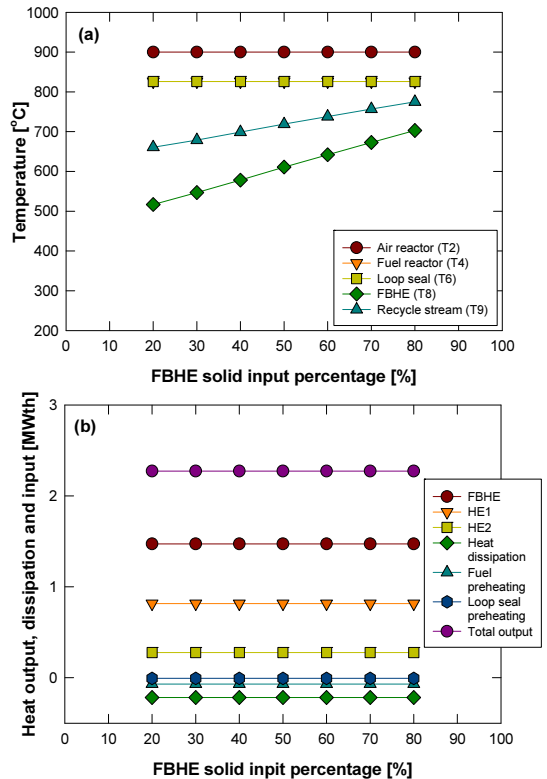 (a)
Temperature [°C]
1000
900
800
700
600
500
400
300
200
Air reactor (T2)
Fuel reactor (T4)
Loop seal (T6)
FBHE (T8)
Recycle stream (T9)
0 10 20 30 40 50 60 70 80 90 100
FBHE solid input percentage [%]
(b)
Heat output, dissipation and input [MWth]
3
2
1
0
FBHE
HE1
HE2
Heat
dissipation
Fuel
preheating
Loop seal
preheating
Total output
0 10 20 30 40 50 60 70 80 90 100
FBHE solid inpit percentage [%]